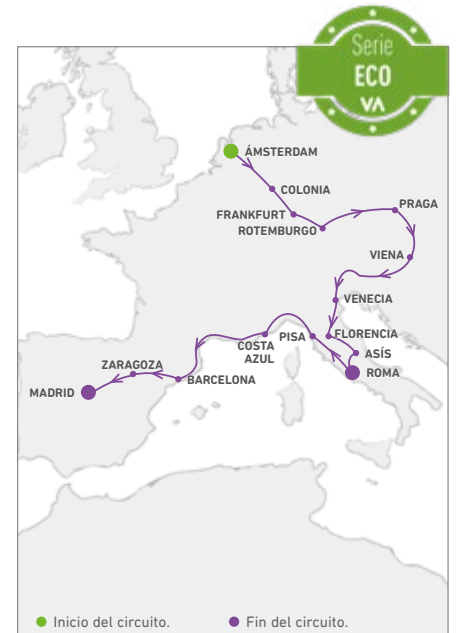 Serie
ECO
VA
ÁMSTERDAM
COLONIA
FRANKFURT
ROTEMBURGO
PRAGA
VIENA
VENECIA
FLORENCIA
ASÍS
ROMA
PISA
COSTA
AZUL
BARCELONA
ZARAGOZA
MADRID
Inicio del circuito.
Fin del circuito.